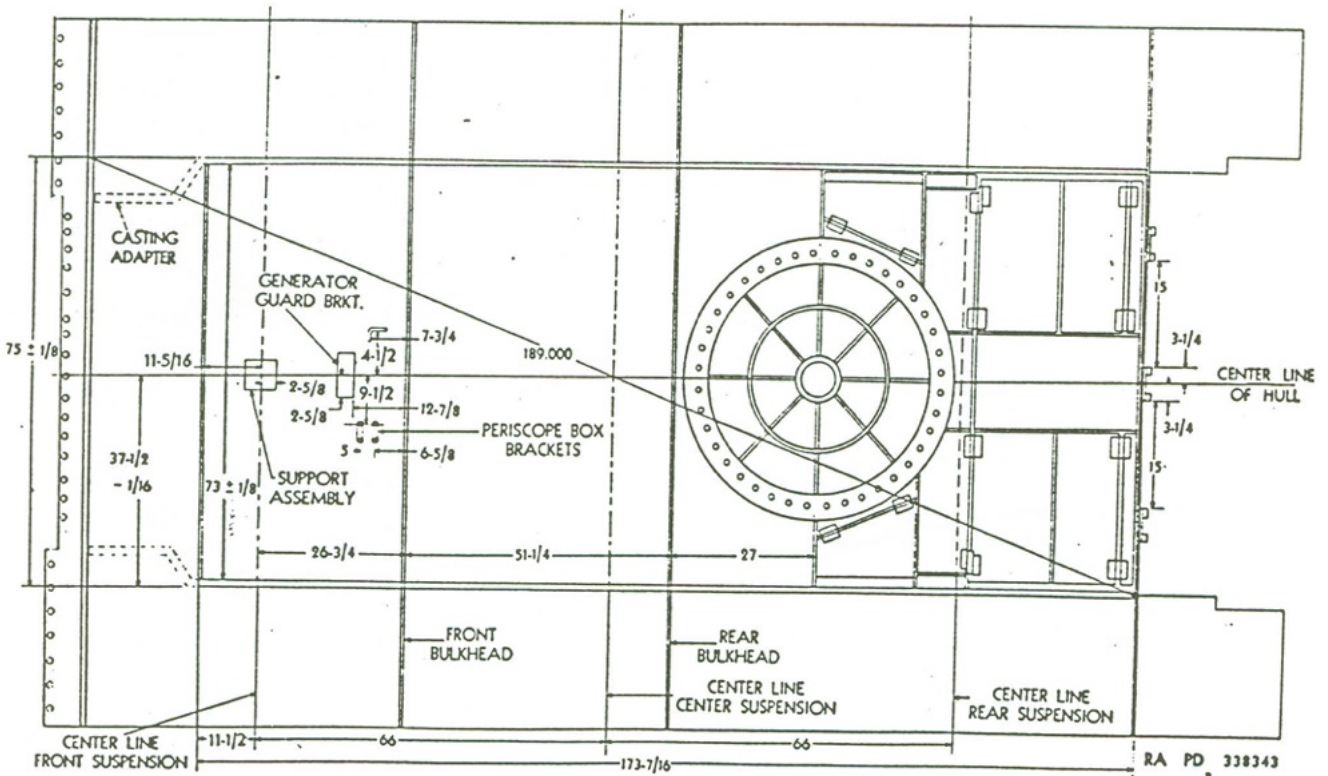 CASTING
ADAPTER
GENERATOR
GUARD BRKT.
7-3/4
15
75 ± 1/8
11-5/16
4-1/2
189.000
3-1/4
2-5/8
9-1/2
CENTER LINE
OF HULL
2-5/8
12-7/8
3-1/4
PERISCOPE BOX
BRACKETS
5
6-5/8
15
37-1/2
- 1/16
73 ± 1/8
SUPPORT
ASSEMBLY
26-3/4
51-1/4
27
FRONT
BULKHEAD
REAR
BULKHEAD
CENTER LINE
CENTER SUSPENSION
CENTER LINE
REAR SUSPENSION
CENTER LINE
FRONT SUSPENSION
11-1/2
66
66
173-7/16
RA PD 338343